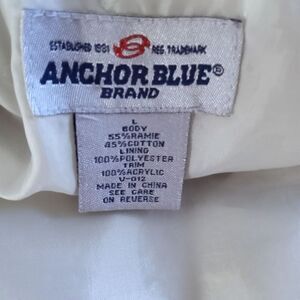 ESTABLISHED 1931 REG. TRADEMARK
ANCHOR BLUE®
BRAND
L
BODY
55%RAMIE
45%COTTON
LINING
100%POLYESTER
TRIM
100%ACRYLIC
V-012
MADE IN CHINA
SEE CARE
ON REVERSE